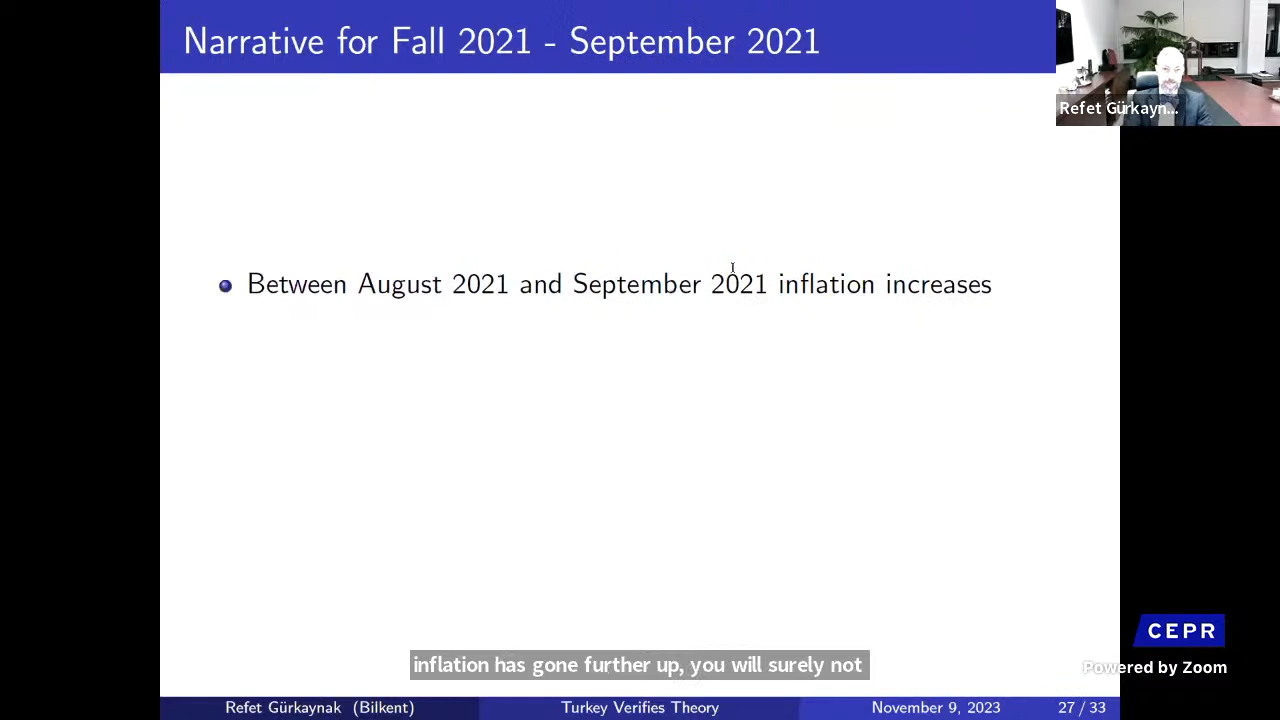 Narrative for Fall 2021 - September 2021
Refet Gürkayn...
Between August 2021 and September 2021 inflation increases
CEPR
inflation has gone further up, you will surely not
Powered by Zoom
Refet Gürkaynak (Bilkent)
Turkey Verifies Theory
November 9, 2023
27 / 33